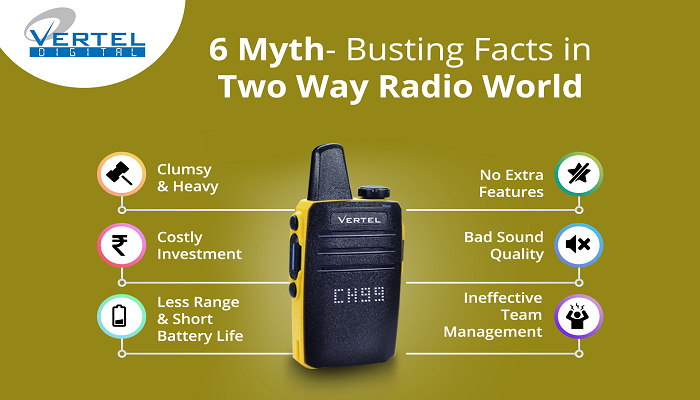 VERTEL
DIGITAL
6 Myth- Busting Facts in
Two Way Radio World
Clumsy
& Heavy
Costly
Investment
Less Range
& Short
Battery Life
No Extra
Features
Bad Sound
Quality
Ineffective
Team
Management
VERTEL
CH99